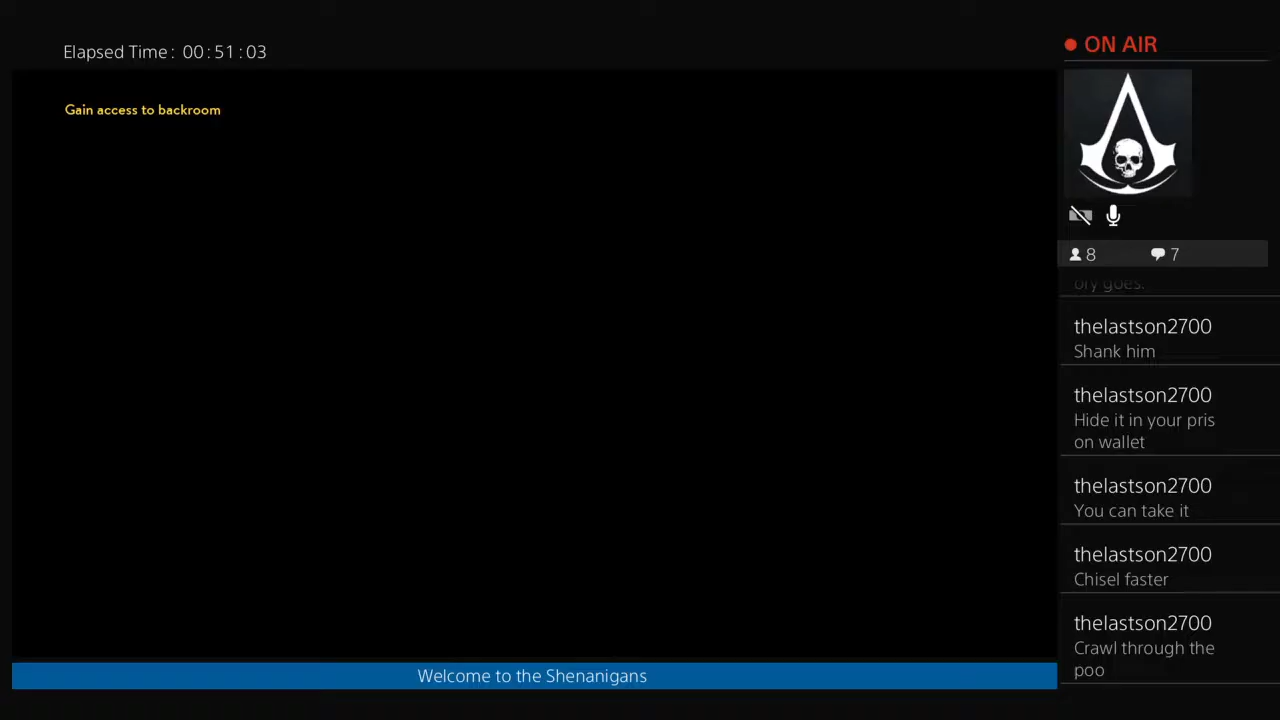 Elapsed Time: 00:51:03
ON AIR
Gain access to backroom
8 7
ory goes.
thelastson2700
Shank him
thelastson2700
Hide it in your pris
on wallet
thelastson2700
You can take it
thelastson2700
Chisel faster
thelastson2700
Crawl through the
poo
Welcome to the Shenanigans